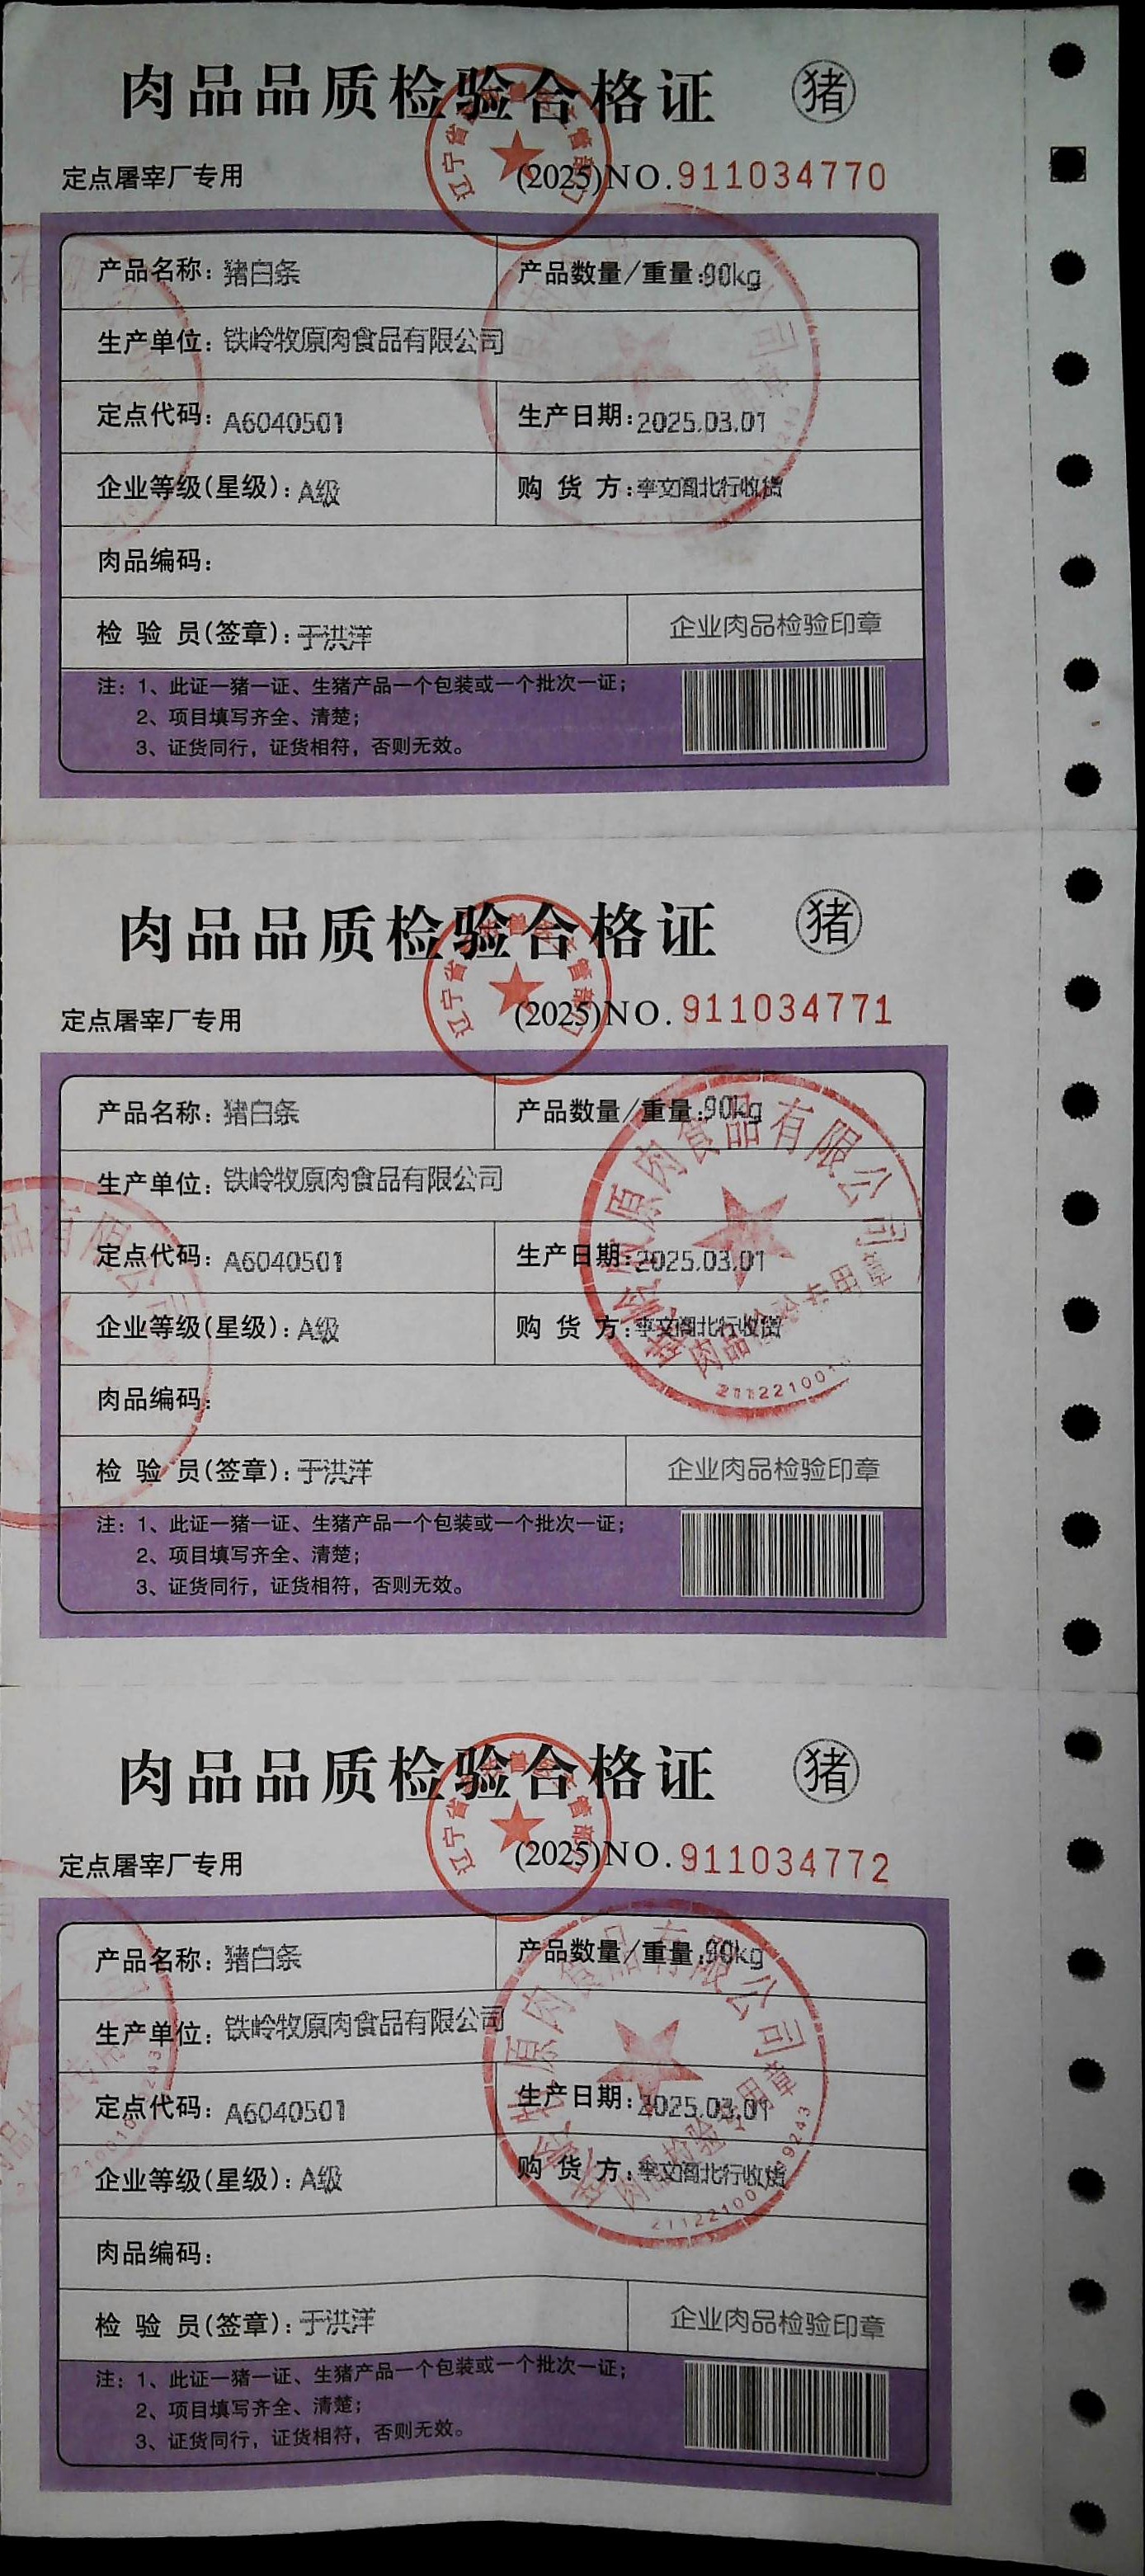 肉品品质检验合格证 猪
定点屠宰厂专用 (2025)NO.911034770
产品名称：猪白条 产品数量/重量:90kg
生产单位：铁岭牧原肉食品有限公司
定点代码：A6040501 生产日期:2025.03.01
企业等级(星级)：A级 购货方:李文阁北行收货
肉品编码：
检验员(签章)：于洪洋 企业肉品检验印章
注：1、此证一猪一证、生猪产品一个包装或一个批次一证；
2、项目填写齐全、清楚；
3、证货同行，证货相符，否则无效。
肉品品质检验合格证 猪
定点屠宰厂专用 (2025)NO.911034771
产品名称：猪白条 产品数量/重量:90kg
生产单位：铁岭牧原肉食品有限公司
定点代码：A6040501 生产日期:2025.03.01
企业等级(星级)：A级 购货方:李文阁北行收货
肉品编码：
检验员(签章)：于洪洋 企业肉品检验印章
注：1、此证一猪一证、生猪产品一个包装或一个批次一证；
2、项目填写齐全、清楚；
3、证货同行，证货相符，否则无效。
肉品品质检验合格证 猪
定点屠宰厂专用 (2025)NO.911034772
产品名称：猪白条 产品数量/重量:90kg
生产单位：铁岭牧原肉食品有限公司
定点代码：A6040501 生产日期:2025.03.01
企业等级(星级)：A级 购货方:李文阁北行收货
肉品编码：
检验员(签章)：于洪洋 企业肉品检验印章
注：1、此证一猪一证、生猪产品一个包装或一个批次一证；
2、项目填写齐全、清楚；
3、证货同行，证货相符，否则无效。